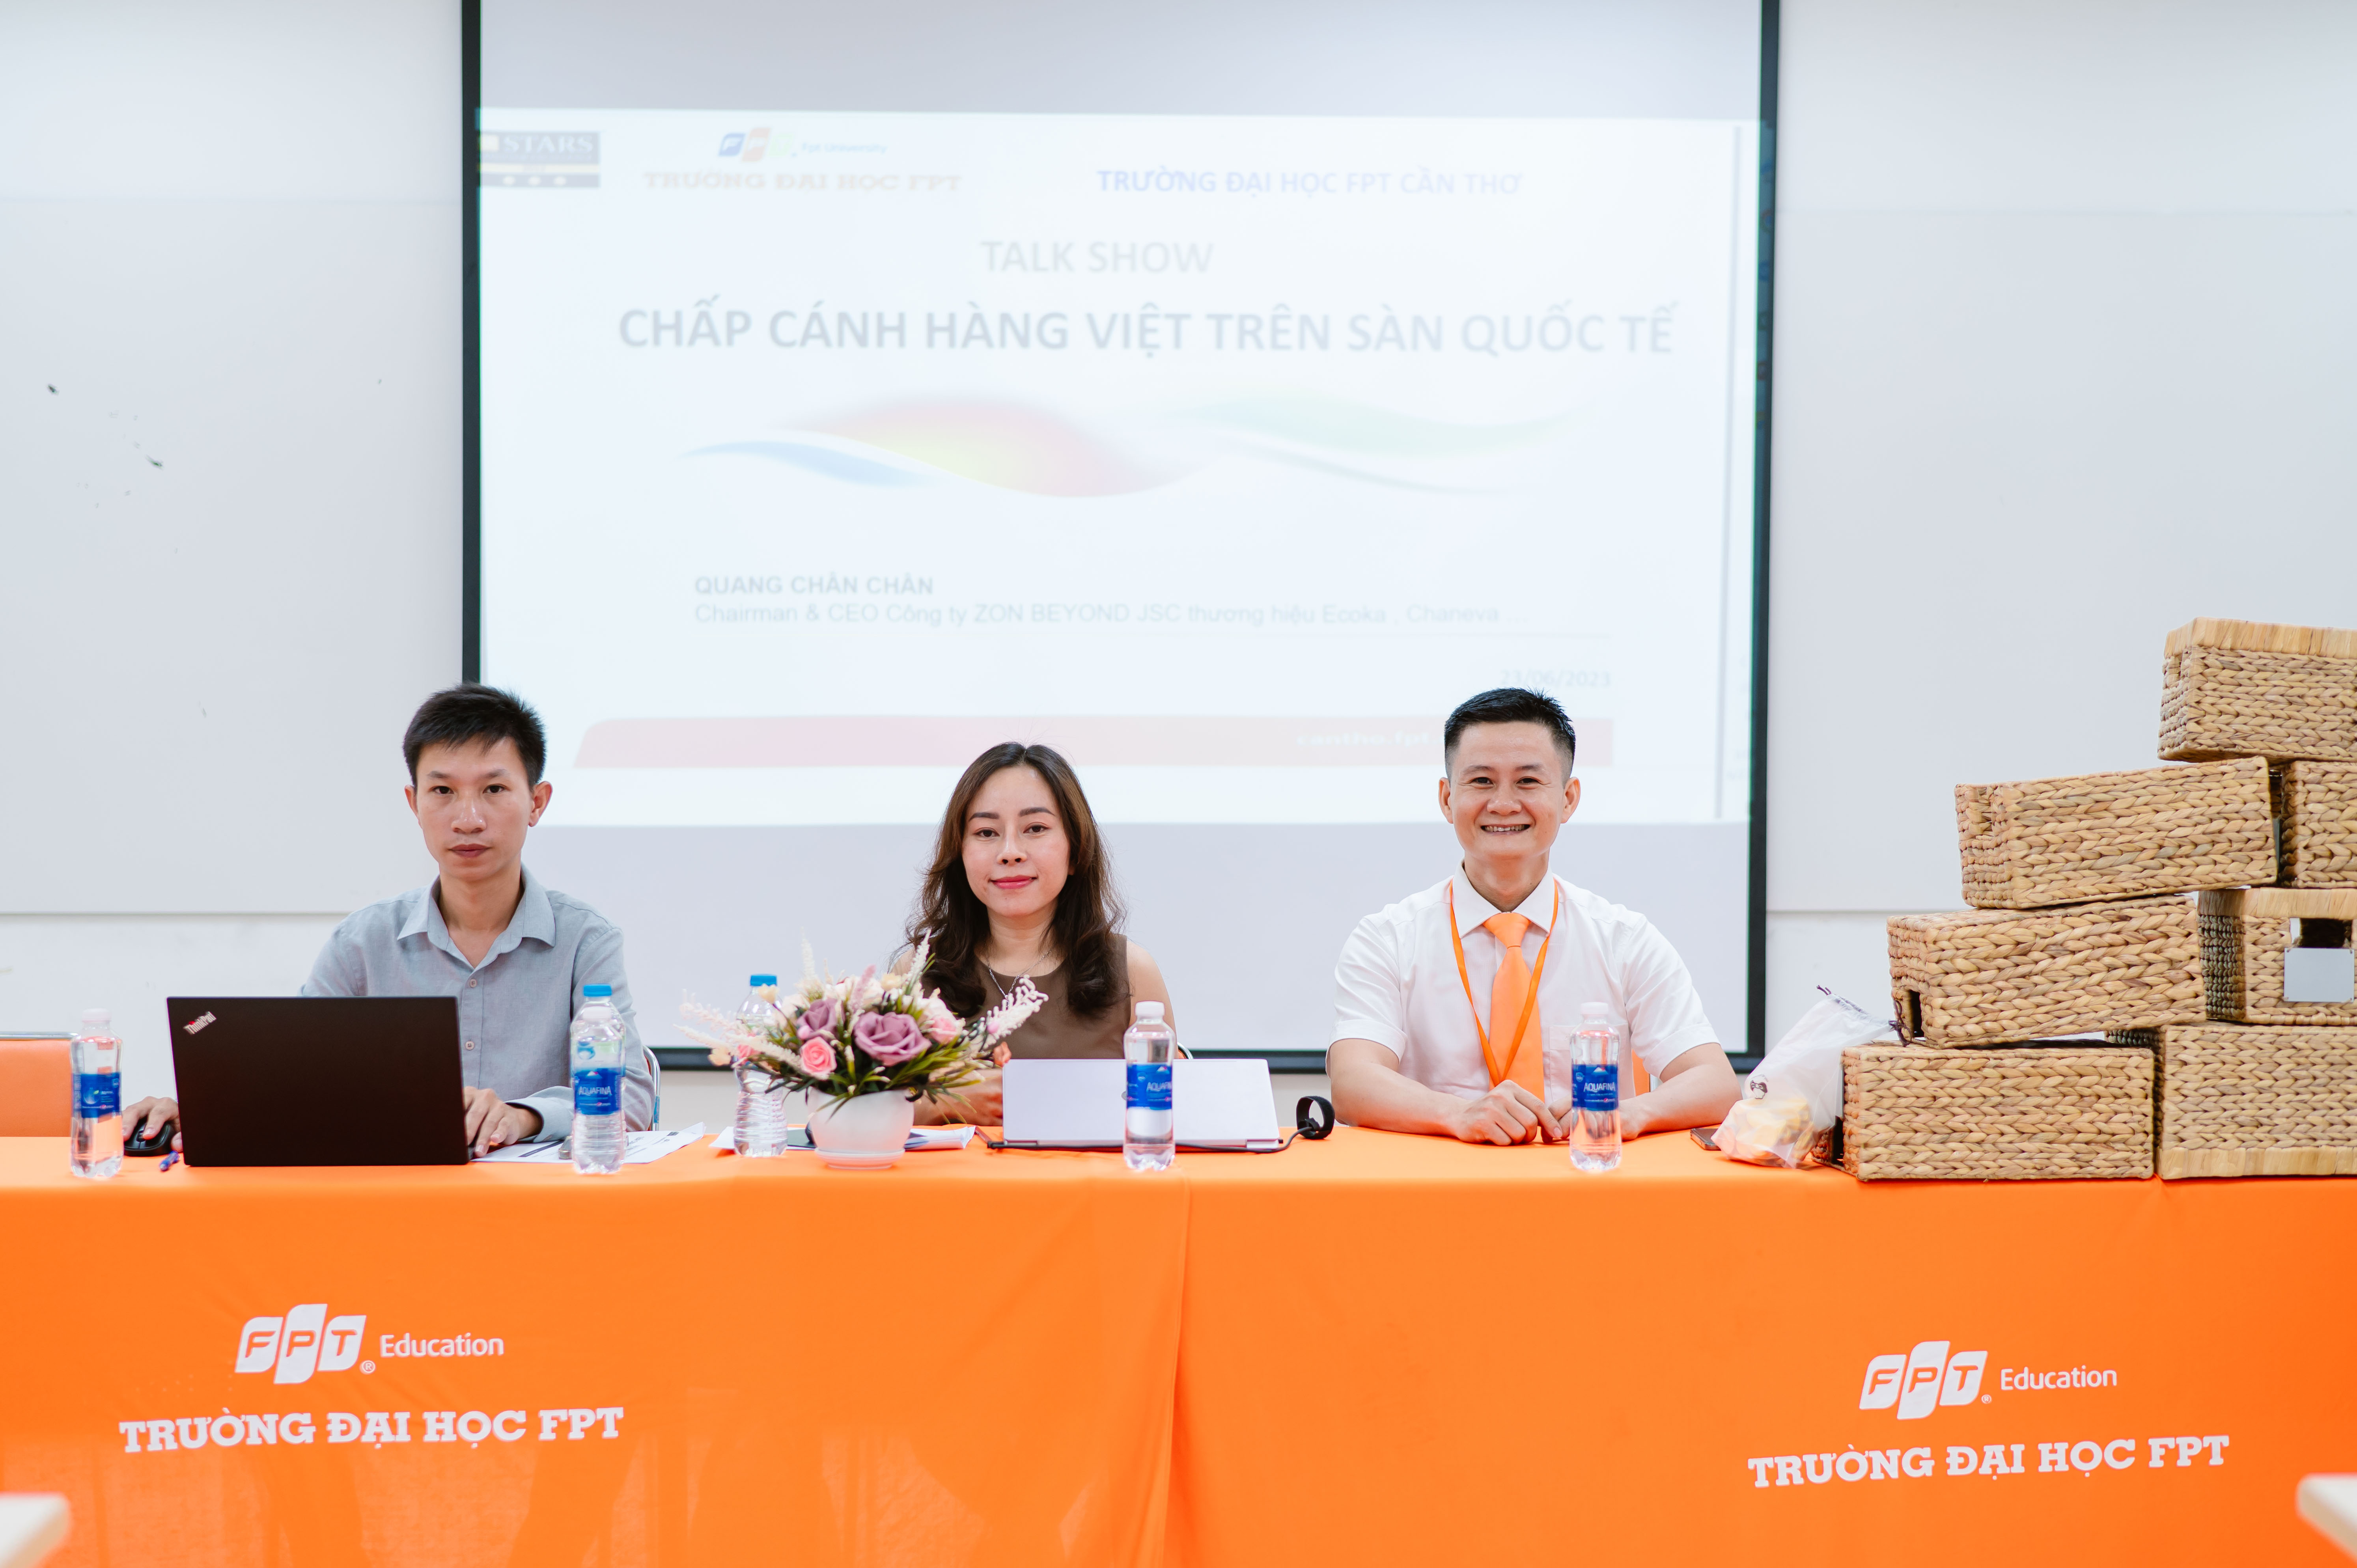 STARS
FPT. Fpt University
TRƯỜNG ĐẠI HỌC FPT
TRƯỜNG ĐẠI HỌC FPT CẦN THƠ
TALK SHOW
CHẤP CÁNH HÀNG VIỆT TRÊN SÀN QUỐC TẾ
QUANG CHÂN CHÂN
Chairman & CEO Công ty ZON BEYOND JSC thương hiệu Ecoka , Chaneva ...
23/06/2023
ThinkPad
AQUAFINA
AQUAFINA
AQUAFINA
FPT® Education
TRƯỜNG ĐẠI HỌC FPT
FPT® Education
TRƯỜNG ĐẠI HỌC FPT